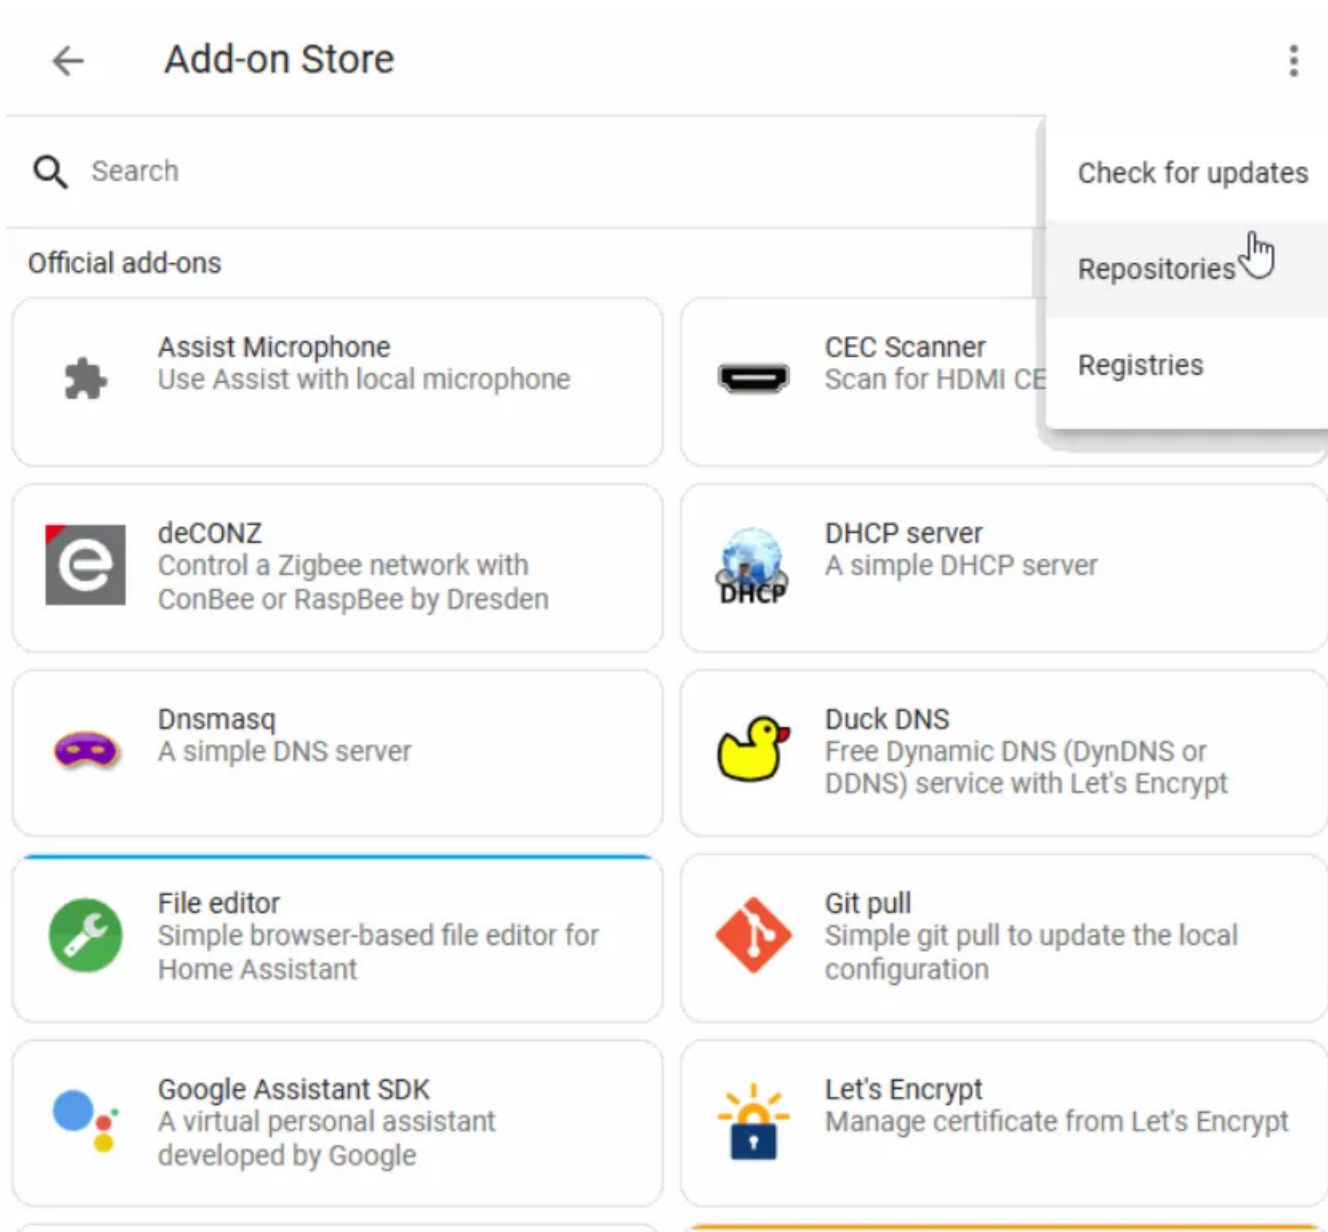 Add-on Store
Search
Check for updates
Repositories
Registries
Official add-ons
Assist Microphone
Use Assist with local microphone
CEC Scanner
Scan for HDMI CE
deCONZ
Control a Zigbee network with
ConBee or RaspBee by Dresden
DHCP server
A simple DHCP server
DHCP
Dnsmasq
A simple DNS server
Duck DNS
Free Dynamic DNS (DynDNS or
DDNS) service with Let's Encrypt
File editor
Simple browser-based file editor for
Home Assistant
Git pull
Simple git pull to update the local
configuration
Google Assistant SDK
A virtual personal assistant
developed by Google
Let's Encrypt
Manage certificate from Let's Encrypt